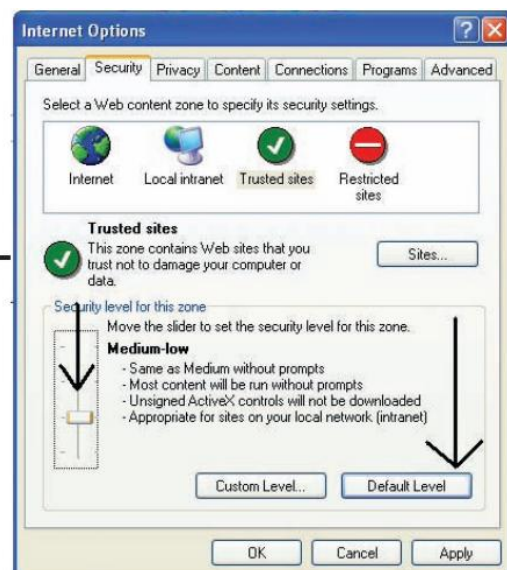 Internet Options
General Security Privacy Content Connections Programs Advanced
Select a Web content zone to specify its security settings.
Internet Local intranet Trusted sites Restricted sites
Trusted sites
This zone contains Web sites that you
trust not to damage your computer or
data.
Sites...
Security level for this zone
Move the slider to set the security level for this zone.
Medium-low
- Same as Medium without prompts
- Most content will be run without prompts
- Unsigned ActiveX controls will not be downloaded
- Appropriate for sites on your local network (intranet)
Custom Level... Default Level
OK Cancel Apply